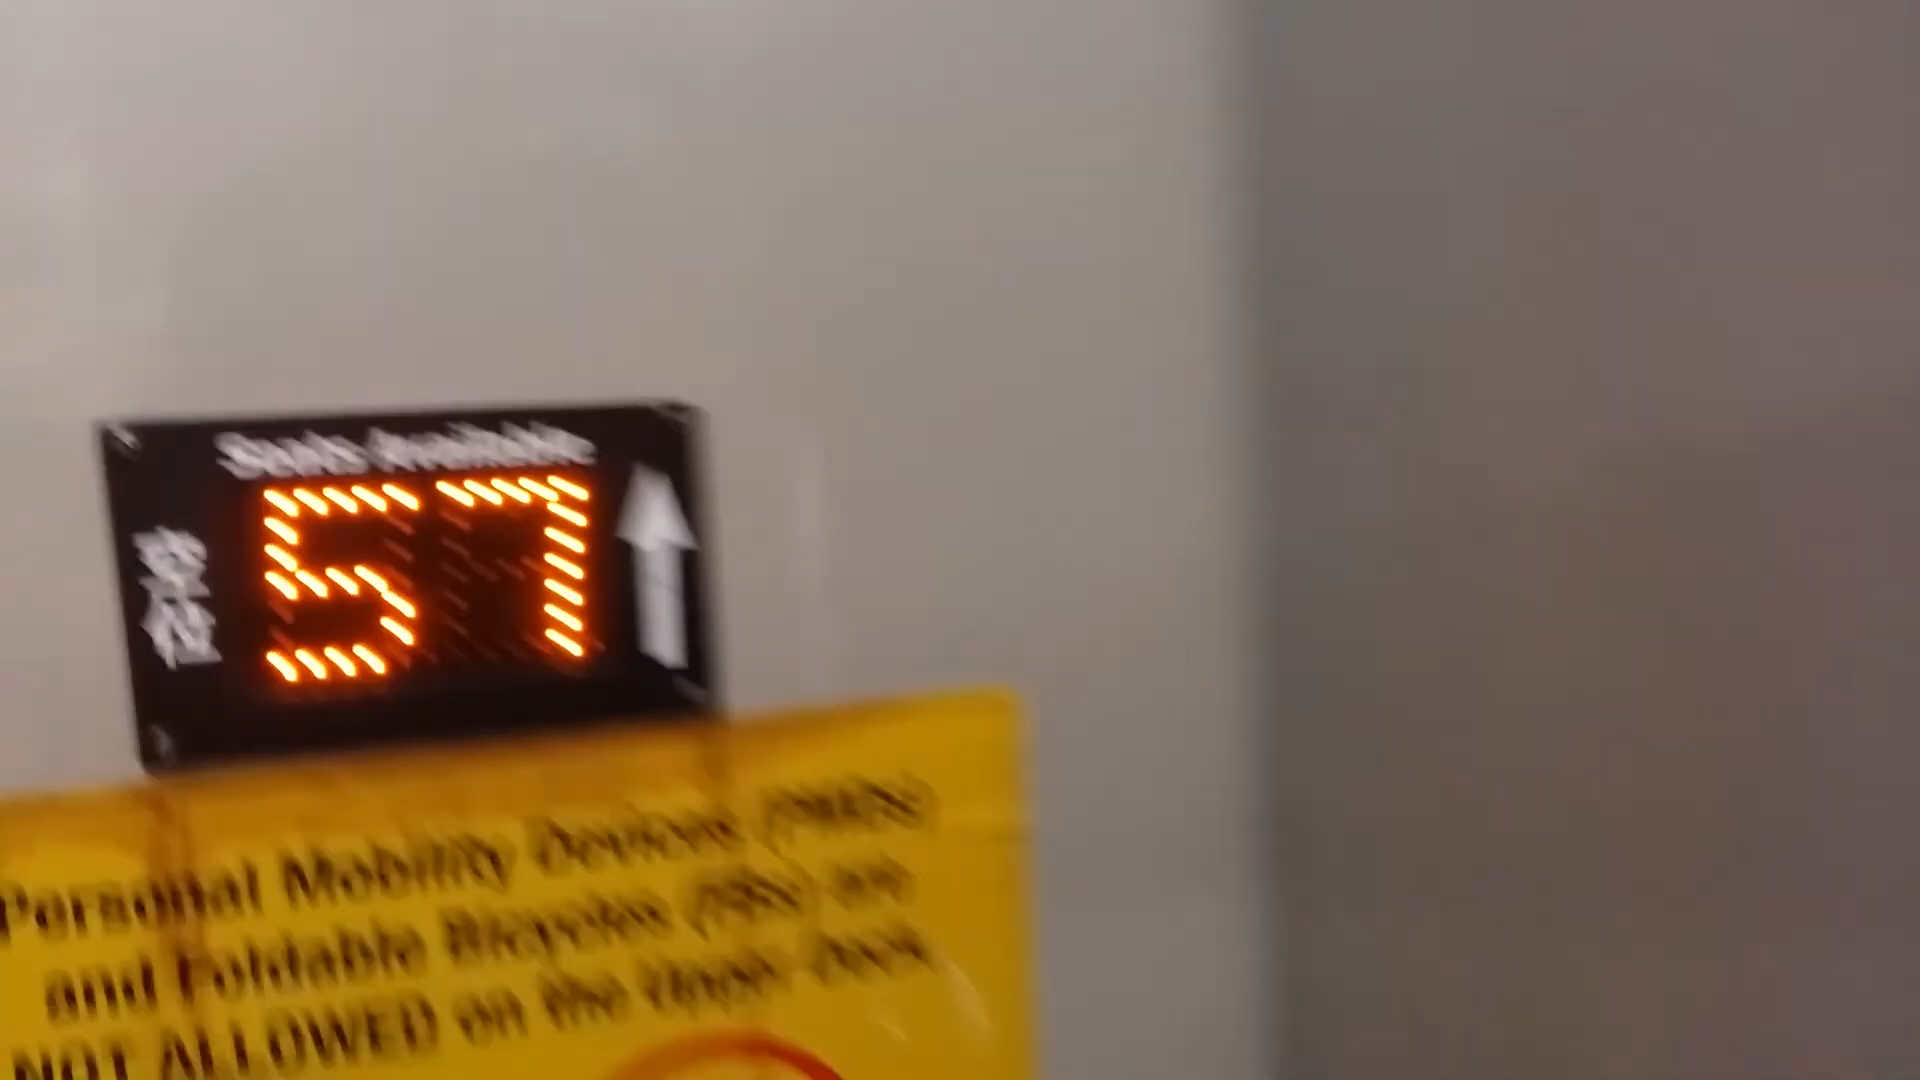 Seats Available
57
Personal Mobility Devices (PMDs)
and Foldable Bicycles (FBs) are
NOT ALLOWED on the Upper Deck